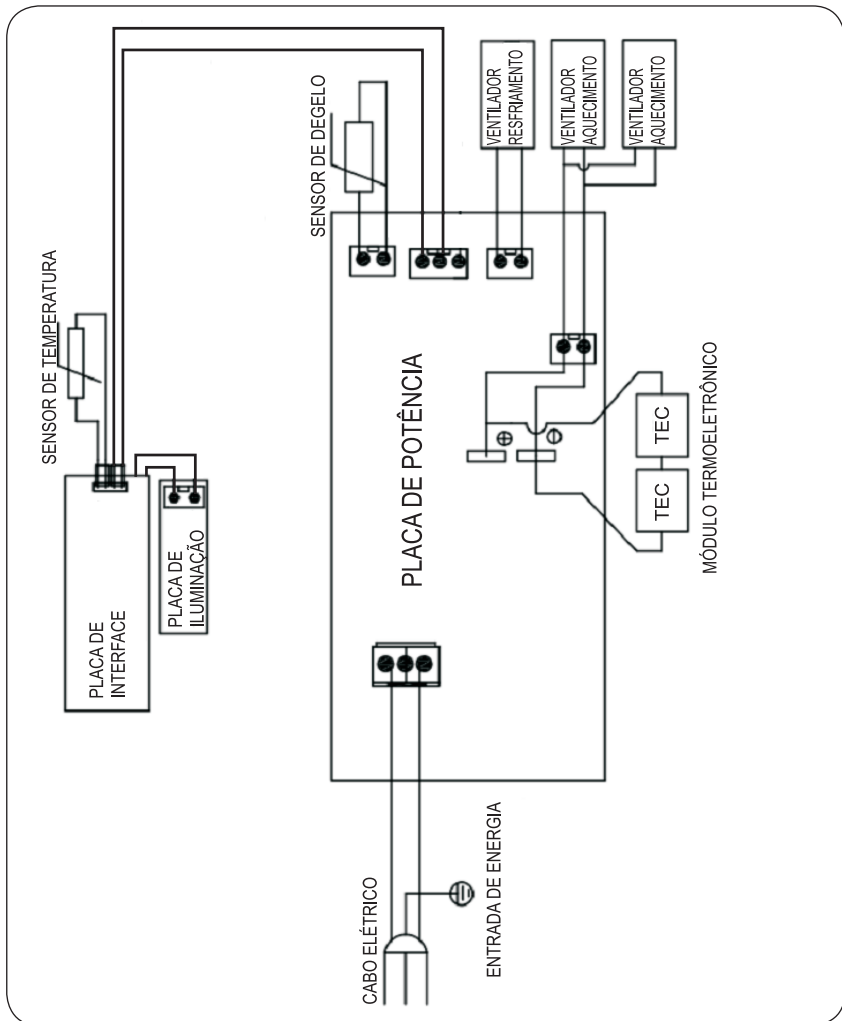 SENSOR DE TEMPERATURA
PLACA DE
INTERFACE
PLACA DE
ILUMINAÇÃO
SENSOR DE DEGELO
PLACA DE POTÊNCIA
VENTILADOR
RESFRIAMENTO
VENTILADOR
AQUECIMENTO
VENTILADOR
AQUECIMENTO
TEC
TEC
MÓDULO TERMOELETRÔNICO
CABO ELÉTRICO
ENTRADA DE ENERGIA